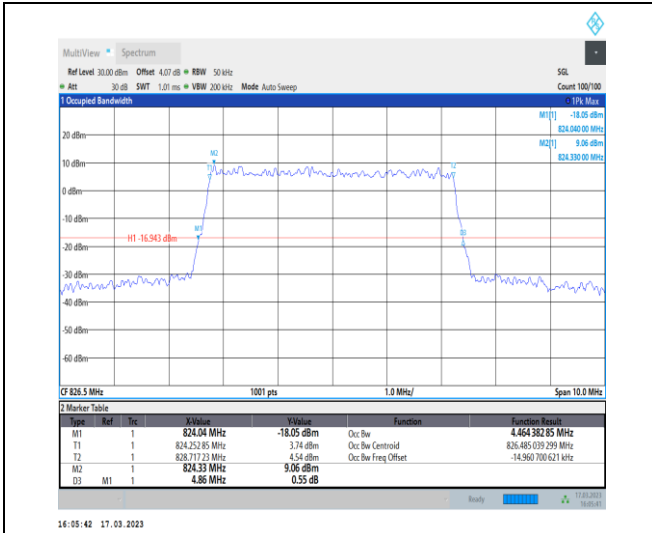 MultiView Spectrum
Ref Level 30.00 dBm Offset 4.07 dB RBW 50 kHz SGL
Att 30 dB SWT 1.01 ms VBW 200 kHz Mode Auto Sweep Count 100/100
1 Occupied Bandwidth 1Pk Max
M1[1] -18.05 dBm
824.040 00 MHz
M2[1] 9.06 dBm
824.330 00 MHz
20 dBm
M2
10 dBm
T1 T2
0 dBm
-10 dBm
M1 D3
H1 -16.943 dBm
-30 dBm
-40 dBm
-50 dBm
-60 dBm
CF 826.5 MHz 1001 pts 1.0 MHz/ Span 10.0 MHz
2 Marker Table
Type Ref Trc X-Value Y-Value Function Function Result
M1 1 824.04 MHz -18.05 dBm Occ Bw 4.464 382 85 MHz
T1 1 824.252 85 MHz 3.74 dBm Occ Bw Centroid 826.485 039 299 MHz
T2 1 828.717 23 MHz 4.54 dBm Occ Bw Freq Offset -14.960 700 621 kHz
M2 1 824.33 MHz 9.06 dBm
D3 M1 1 4.86 MHz 0.55 dB
Ready 17.03.2023
16:05:41
16:05:42 17.03.2023